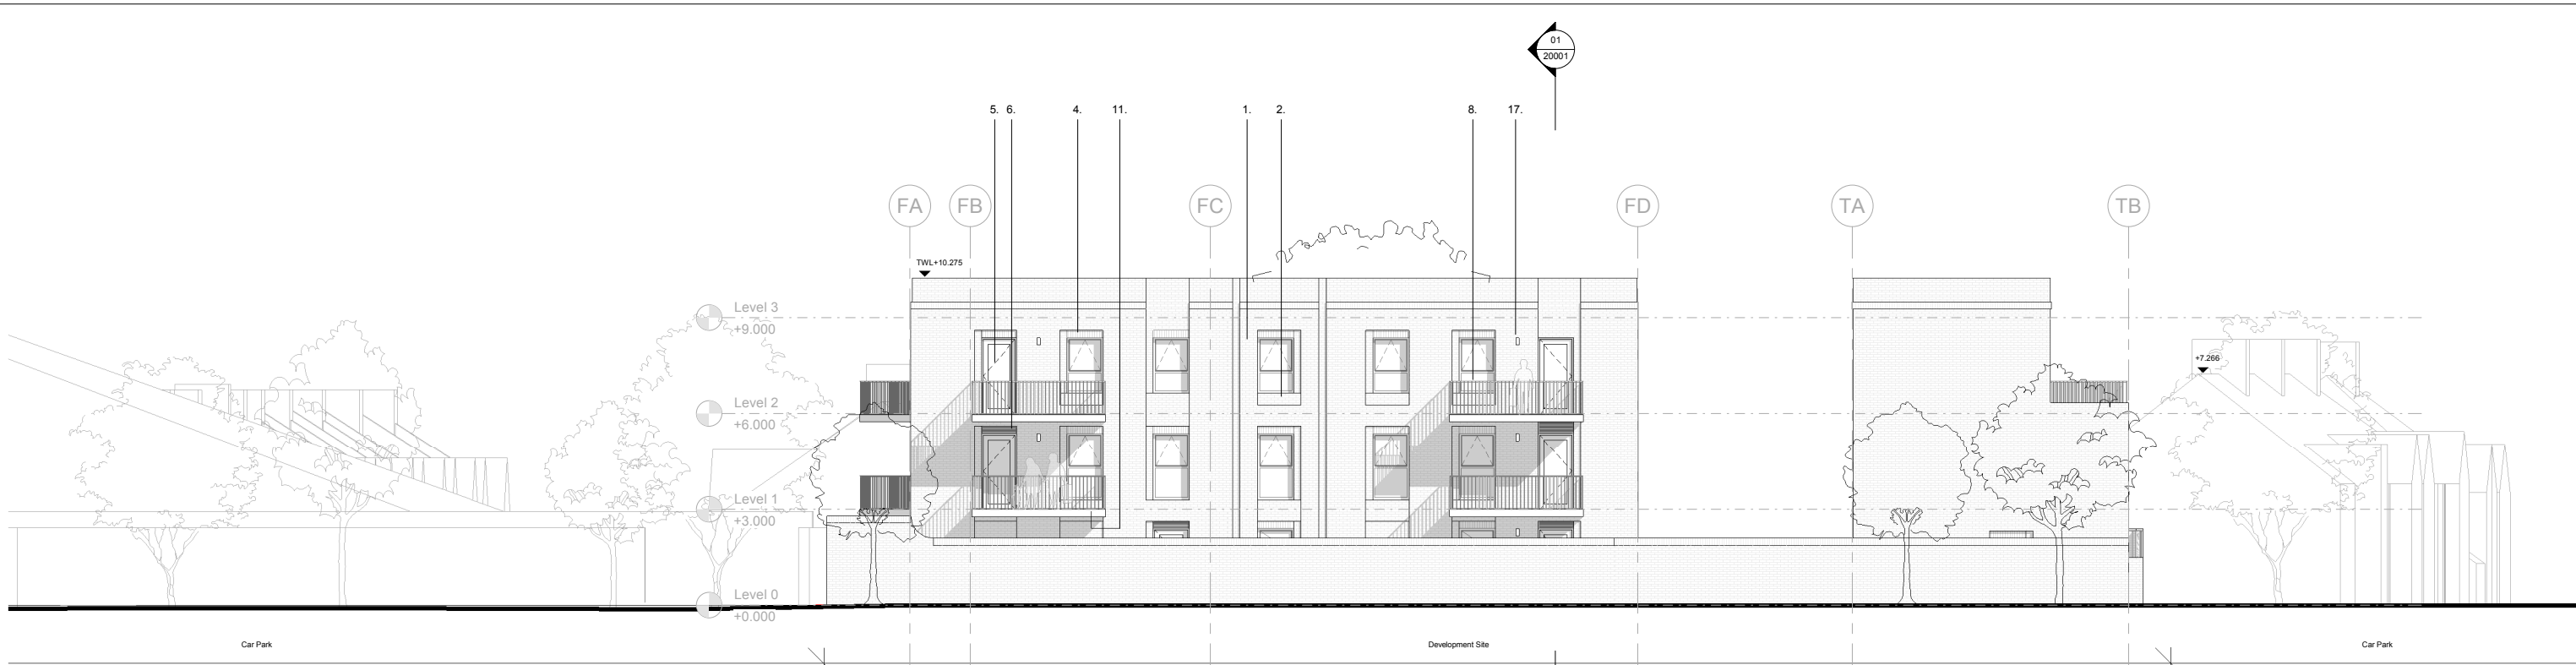 01
20001
5. 6. 4. 11. 1. 2. 8. 17.
FA FB FC FD TA TB
TWL+10.275
Level 3
+9.000
+7.266
Level 2
+6.000
Level 1
+3.000
Level 0
+0.000
Car Park Development Site Car Park